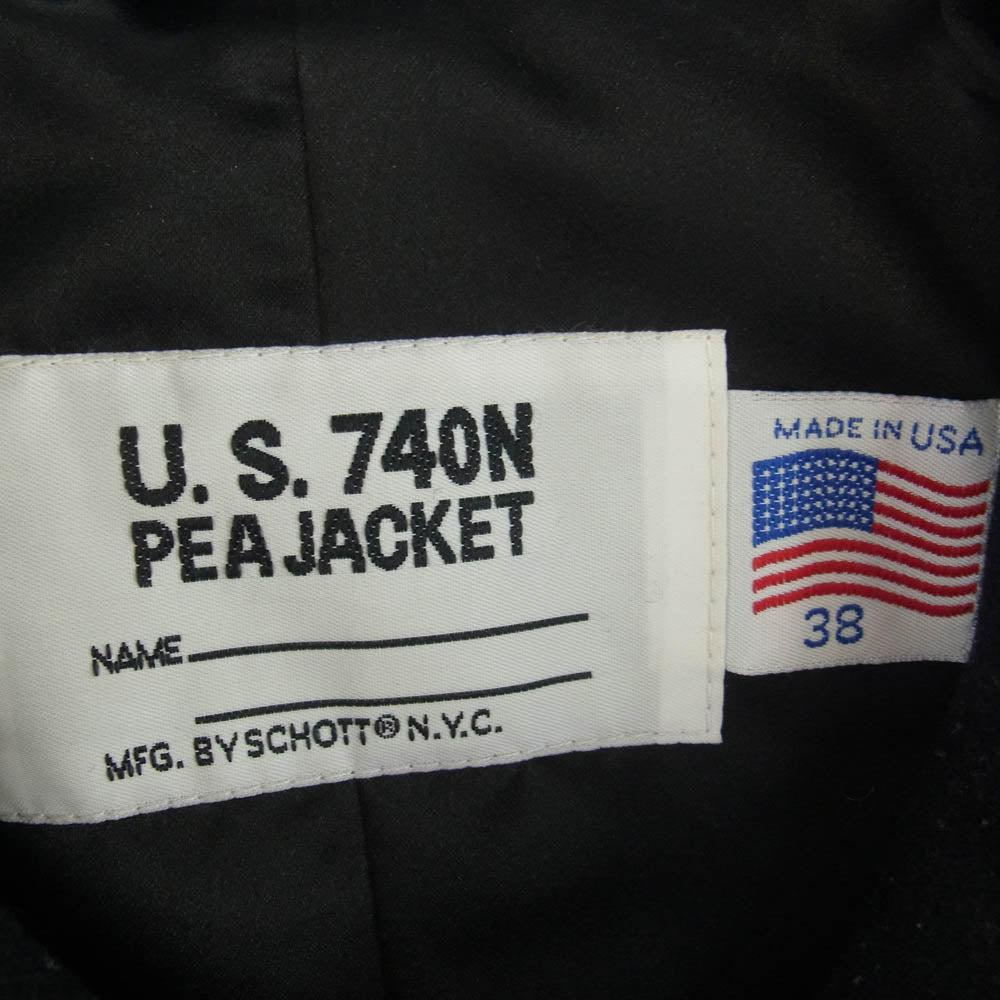 U. S. 740N
PEA JACKET
NAME
MFG. BY SCHOTT® N.Y.C.
MADE IN USA
38